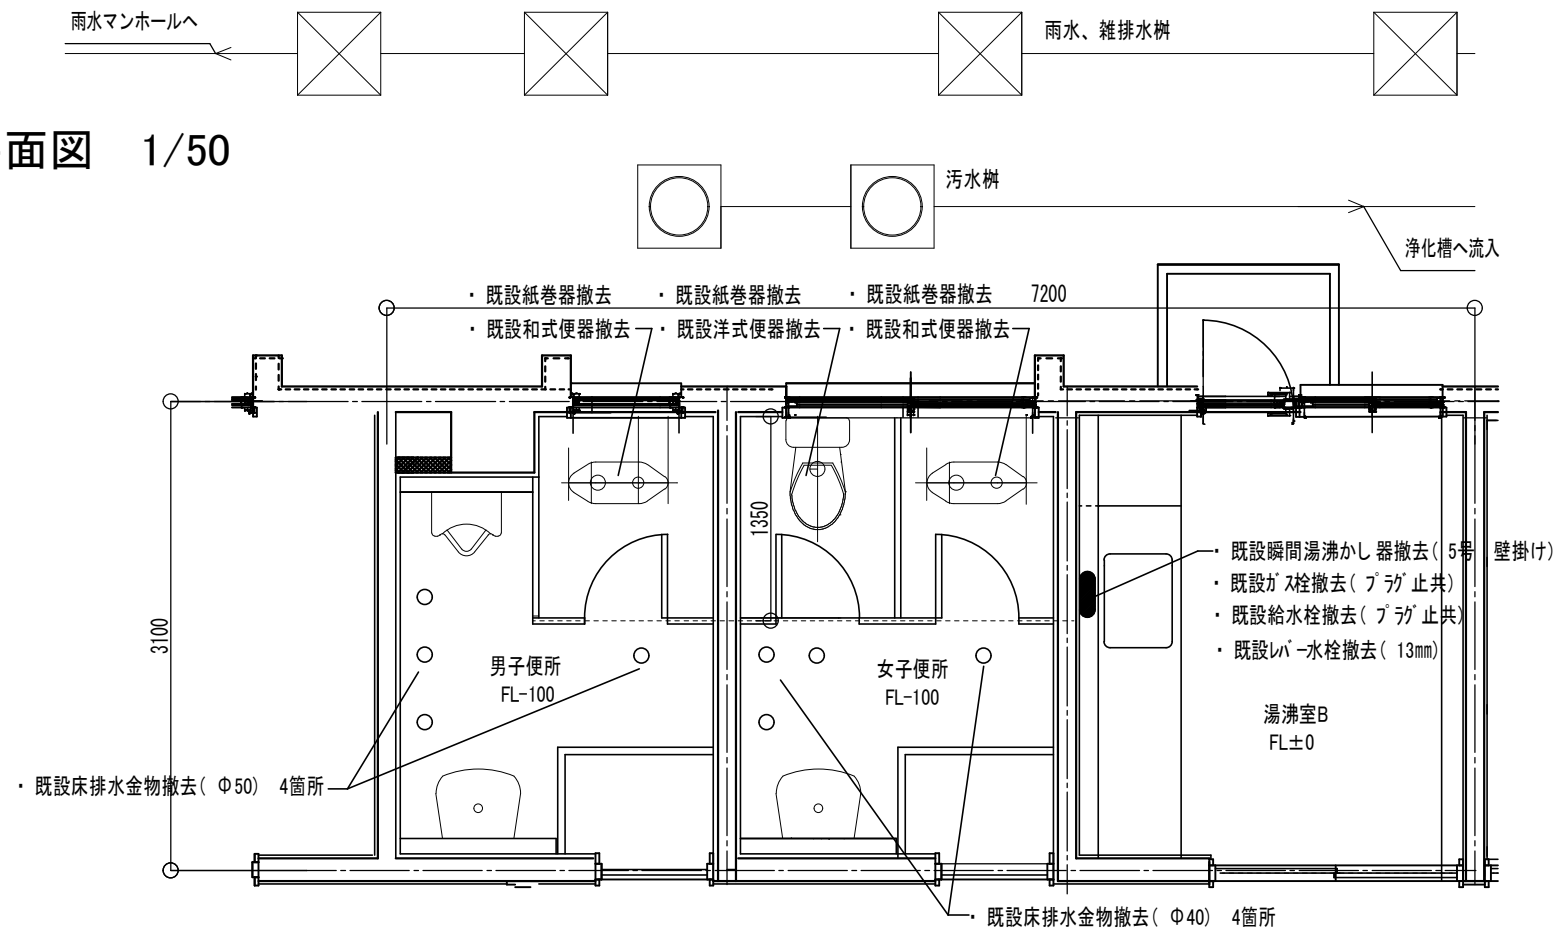 雨水マンホールへ
雨水、雑排水桝
面図 1/50
汚水桝
浄化槽へ流入
・ 既設紙巻器撤去
・ 既設紙巻器撤去
・ 既設紙巻器撤去
7200
・ 既設和式便器撤去
・ 既設洋式便器撤去
・ 既設和式便器撤去
1350
3100
・ 既設瞬間湯沸かし器撤去( 5号 壁掛け)
・ 既設ガス栓撤去( プラグ止共)
・ 既設給水栓撤去( プラグ止共)
・ 既設レバー水栓撤去( 13mm)
男子便所
FL-100
女子便所
FL-100
湯沸室B
FL±0
・ 既設床排水金物撤去( Φ50) 4箇所
・ 既設床排水金物撤去( Φ40) 4箇所